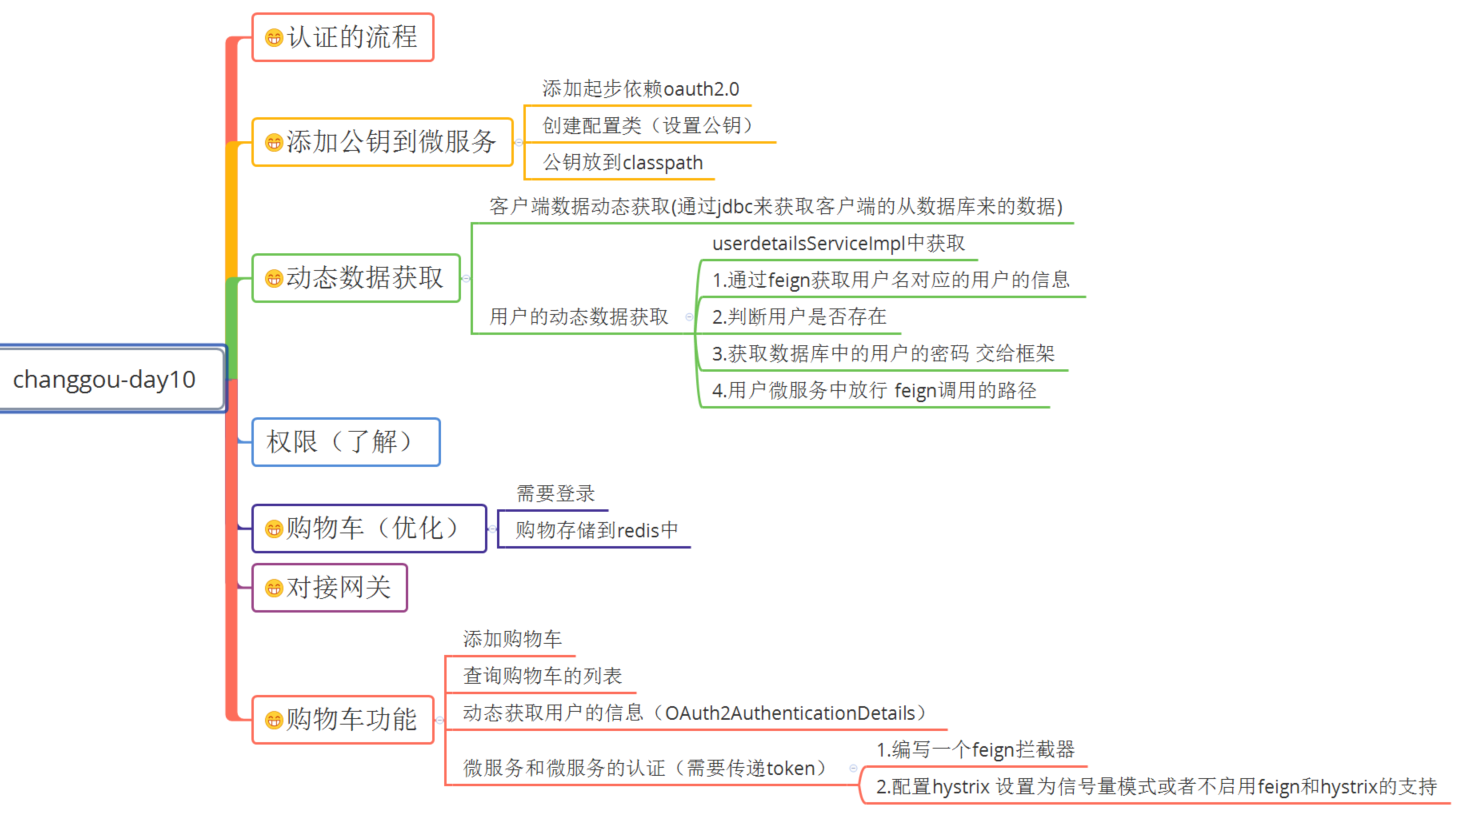 changgou-day10
认证的流程
添加公钥到微服务
添加起步依赖oauth2.0
创建配置类（设置公钥）
公钥放到classpath
动态数据获取
客户端数据动态获取(通过jdbc来获取客户端的从数据库来的数据)
用户的动态数据获取
userdetailsServiceImpl中获取
1.通过feign获取用户名对应的用户的信息
2.判断用户是否存在
3.获取数据库中的用户的密码 交给框架
4.用户微服务中放行 feign调用的路径
权限（了解）
购物车（优化）
需要登录
购物存储到redis中
对接网关
购物车功能
添加购物车
查询购物车的列表
动态获取用户的信息（OAuth2AuthenticationDetails）
微服务和微服务的认证（需要传递token）
1.编写一个feign拦截器
2.配置hystrix 设置为信号量模式或者不启用feign和hystrix的支持